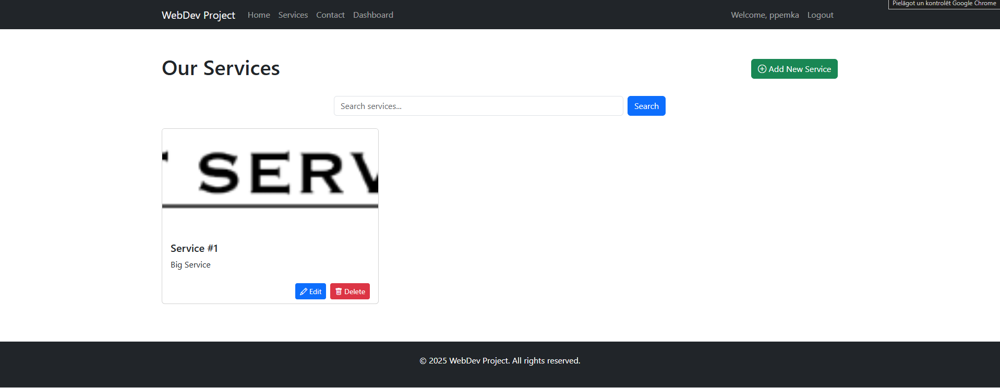 WebDev Project Home Services Contact Dashboard Welcome, ppemka Logout
Pielāgot un kontrolēt Google Chrome
Our Services
Add New Service
Search services... Search
SERV
Service #1
Big Service
Edit Delete
© 2025 WebDev Project. All rights reserved.